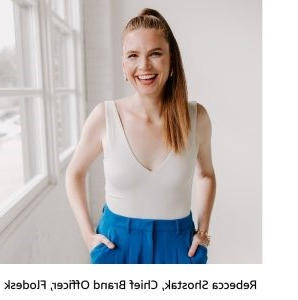 Rebecca Shostak, Chief Brand Officer, Flodesk